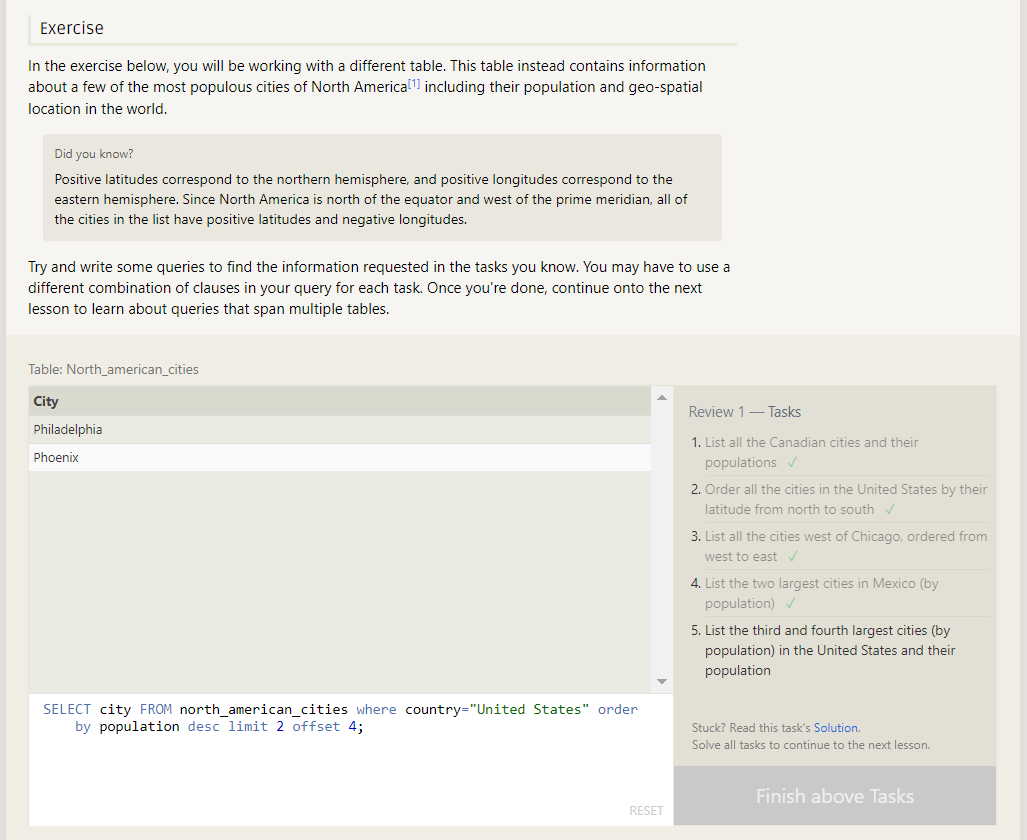 Exercise
In the exercise below, you will be working with a different table. This table instead contains information
about a few of the most populous cities of North America[1] including their population and geo-spatial
location in the world.
Did you know?
Positive latitudes correspond to the northern hemisphere, and positive longitudes correspond to the
eastern hemisphere. Since North America is north of the equator and west of the prime meridian, all of
the cities in the list have positive latitudes and negative longitudes.
Try and write some queries to find the information requested in the tasks you know. You may have to use a
different combination of clauses in your query for each task. Once you're done, continue onto the next
lesson to learn about queries that span multiple tables.
Table: North_american_cities
City
Philadelphia
Phoenix
SELECT city FROM north_american_cities where country="United States" order
by population desc limit 2 offset 4;
RESET
Review 1 — Tasks
1. List all the Canadian cities and their
populations ✓
2. Order all the cities in the United States by their
latitude from north to south ✓
3. List all the cities west of Chicago, ordered from
west to east ✓
4. List the two largest cities in Mexico (by
population) ✓
5. List the third and fourth largest cities (by
population) in the United States and their
population
Stuck? Read this task's Solution.
Solve all tasks to continue to the next lesson.
Finish above Tasks